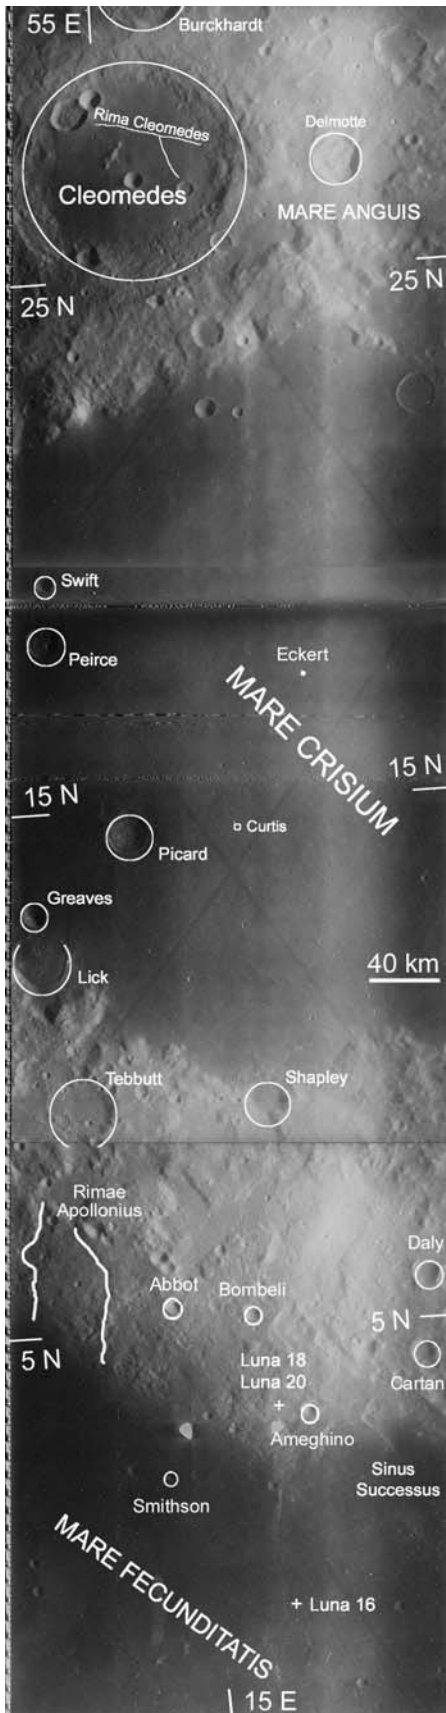 55 E
Burckhardt
Rima Cleomedes
Delmotte
Cleomedes
MARE ANGUIS
25 N
25 N
Swift
Peirce
Eckert
MARE CRISIUM
15 N
15 N
Curtis
Picard
Greaves
40 km
Lick
Tebbutt
Shapley
Rimae
Apollonius
Daly
Abbot
Bombeli
5 N
5 N
Luna 18
Luna 20
Cartan
Ameghino
Sinus
Successus
Smithson
MARE FECUNDITATIS
Luna 16
15 E